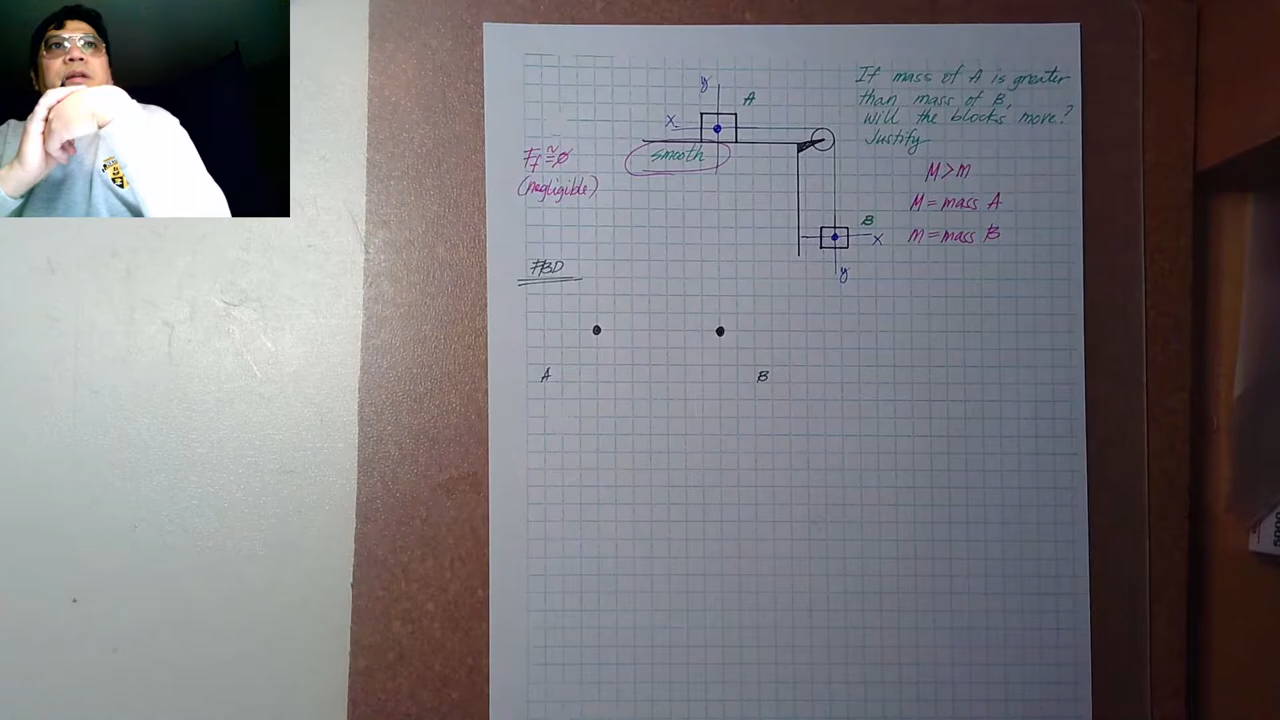 If mass of A is greater
than mass of B,
will the blocks move?
Justify
y
A
x
smooth
Ff ≅ ∅
(negligible)
M > m
M = mass A
m = mass B
B
x
y
FBD
A
B